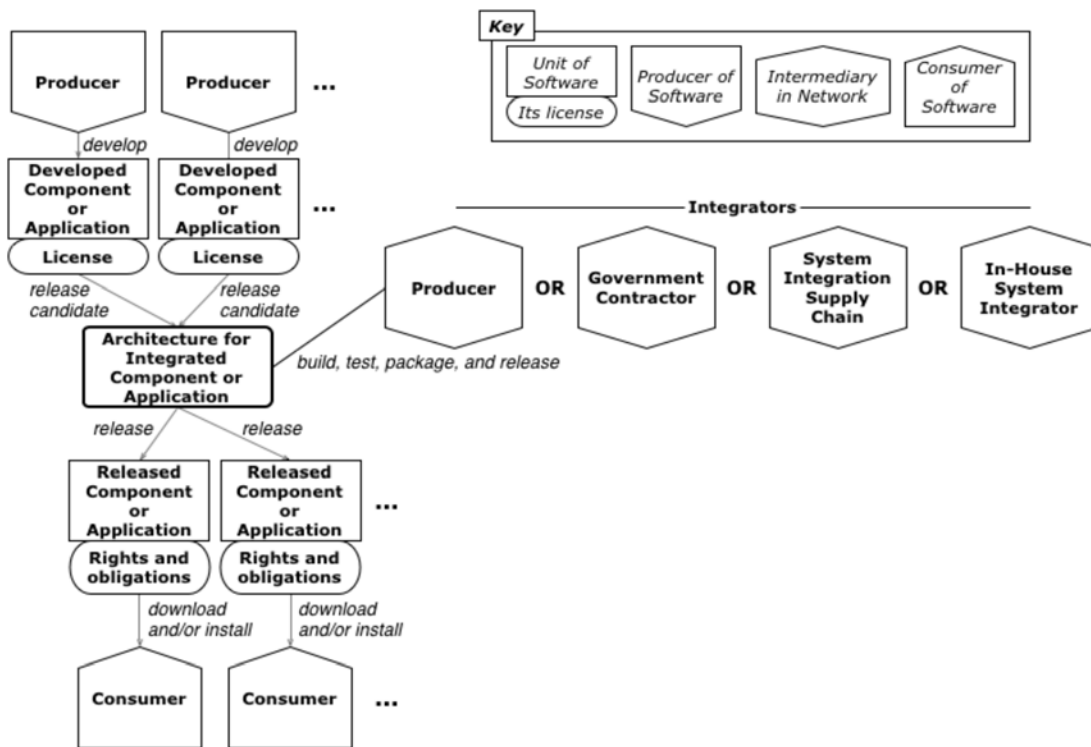 Key
Unit of
Software
Its license
Producer of
Software
Intermediary
in Network
Consumer
of
Software
Producer
Producer
...
develop
develop
Developed
Component
or
Application
License
Developed
Component
or
Application
License
...
release
candidate
release
candidate
Integrators
Producer
OR
Government
Contractor
OR
System
Integration
Supply
Chain
OR
In-House
System
Integrator
Architecture for
Integrated
Component or
Application
build, test, package, and release
release
release
Released
Component
or
Application
Rights and
obligations
Released
Component
or
Application
Rights and
obligations
...
download
and/or install
download
and/or install
Consumer
Consumer
...